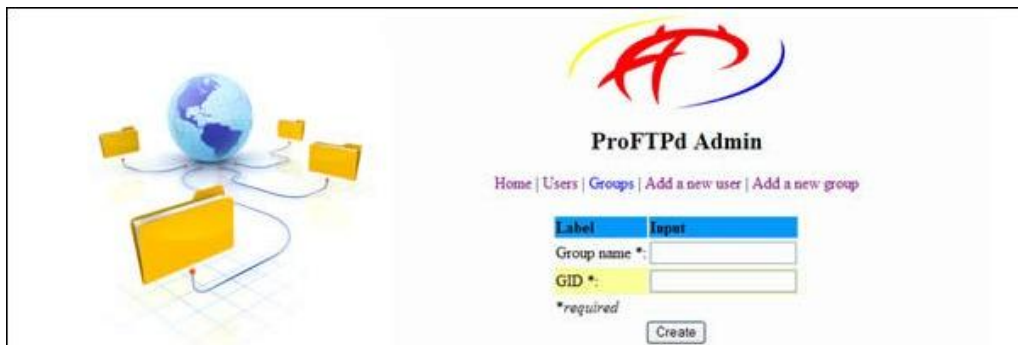 ProFTPd Admin
Home | Users | Groups | Add a new user | Add a new group
Label Input
Group name *:
GID *:
*required
Create